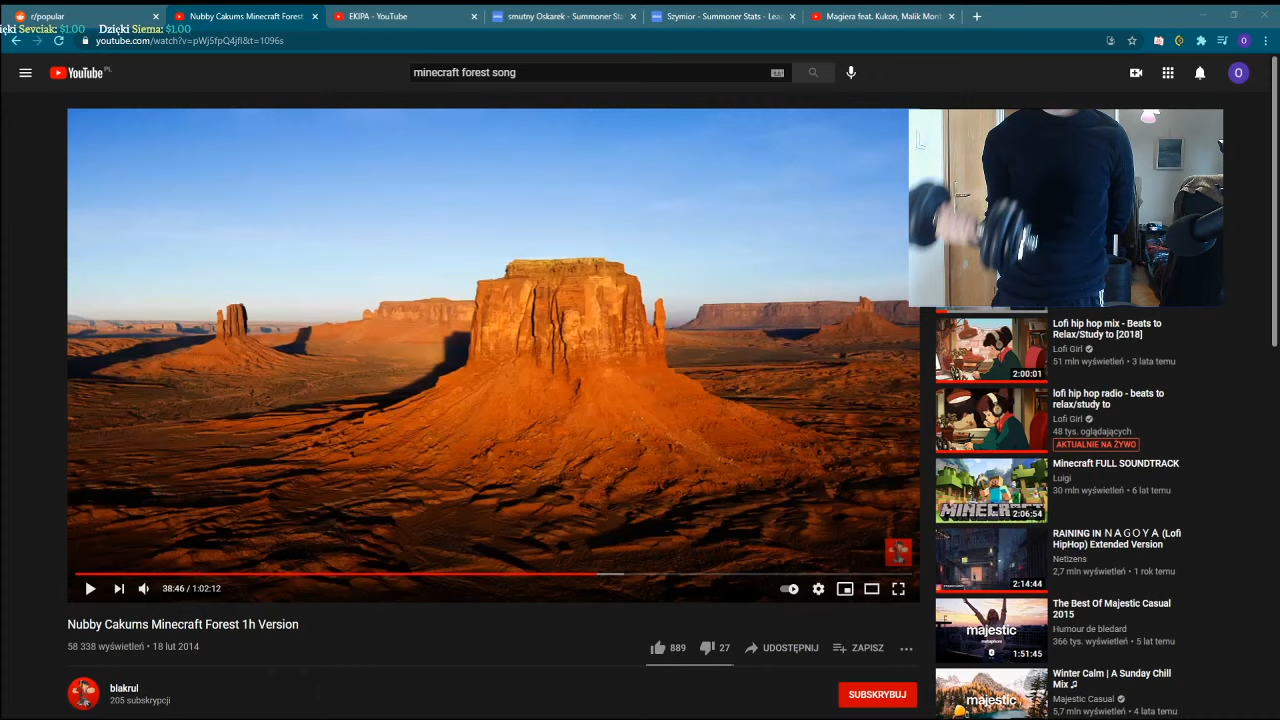 r/popular
Nubby Cakums Minecraft Forest
EKIPA - YouTube
smutny Oskarek - Summoner Sta
Szymior - Summoner Stats - Lea
Magiera feat. Kukon, Malik Mont
ięki Sevciak: $1.00 Dzięki Siema: $1.00
youtube.com/watch?v=pWj5fpQ4jfI&t=1096s
O
YouTube PL
minecraft forest song
O
38:46 / 1:02:12
Nubby Cakums Minecraft Forest 1h Version
58 338 wyświetleń • 18 lut 2014
889
27
UDOSTĘPNIJ
ZAPISZ
blakrul
205 subskrypcji
SUBSKRYBUJ
Lofi hip hop mix - Beats to
Relax/Study to [2018]
Lofi Girl
51 mln wyświetleń • 3 lata temu
2:00:01
lofi hip hop radio - beats to
relax/study to
Lofi Girl
48 tys. oglądających
AKTUALNIE NA ŻYWO
Minecraft FULL SOUNDTRACK
Luigi
30 mln wyświetleń • 6 lat temu
MINECRAFT
2:06:54
RAINING IN N A G O Y A (Lofi
HipHop) Extended Version
Netizens
2,7 mln wyświetleń • 1 rok temu
2:14:44
The Best Of Majestic Casual
2015
Humour de bledard
366 tys. wyświetleń • 5 lat temu
majestic
1:51:45
Winter Calm | A Sunday Chill
Mix ♫
Majestic Casual
5,7 mln wyświetleń • 4 lata temu
majestic